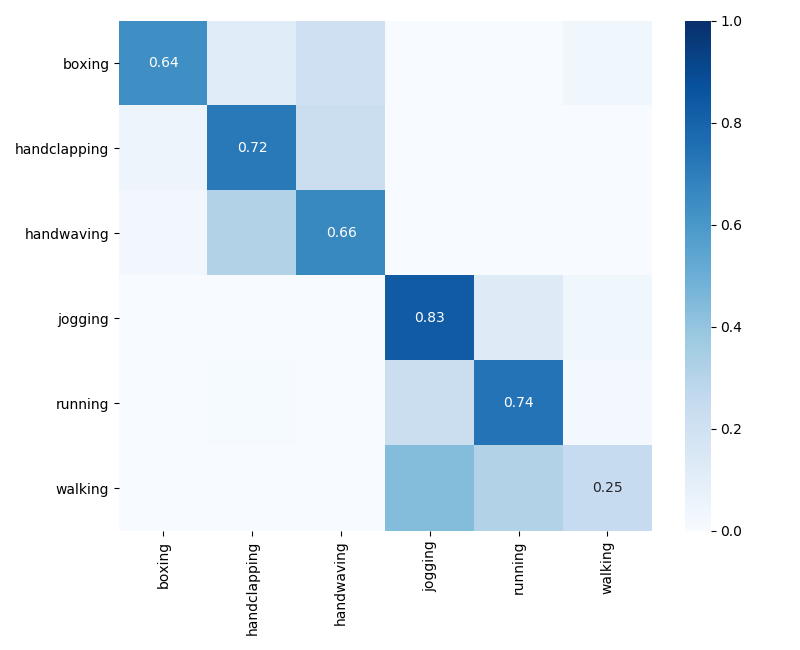 boxing
handclapping
handwaving
jogging
running
walking
0.64
0.72
0.66
0.83
0.74
0.25
boxing
handclapping
handwaving
jogging
running
walking
1.0
0.8
0.6
0.4
0.2
0.0